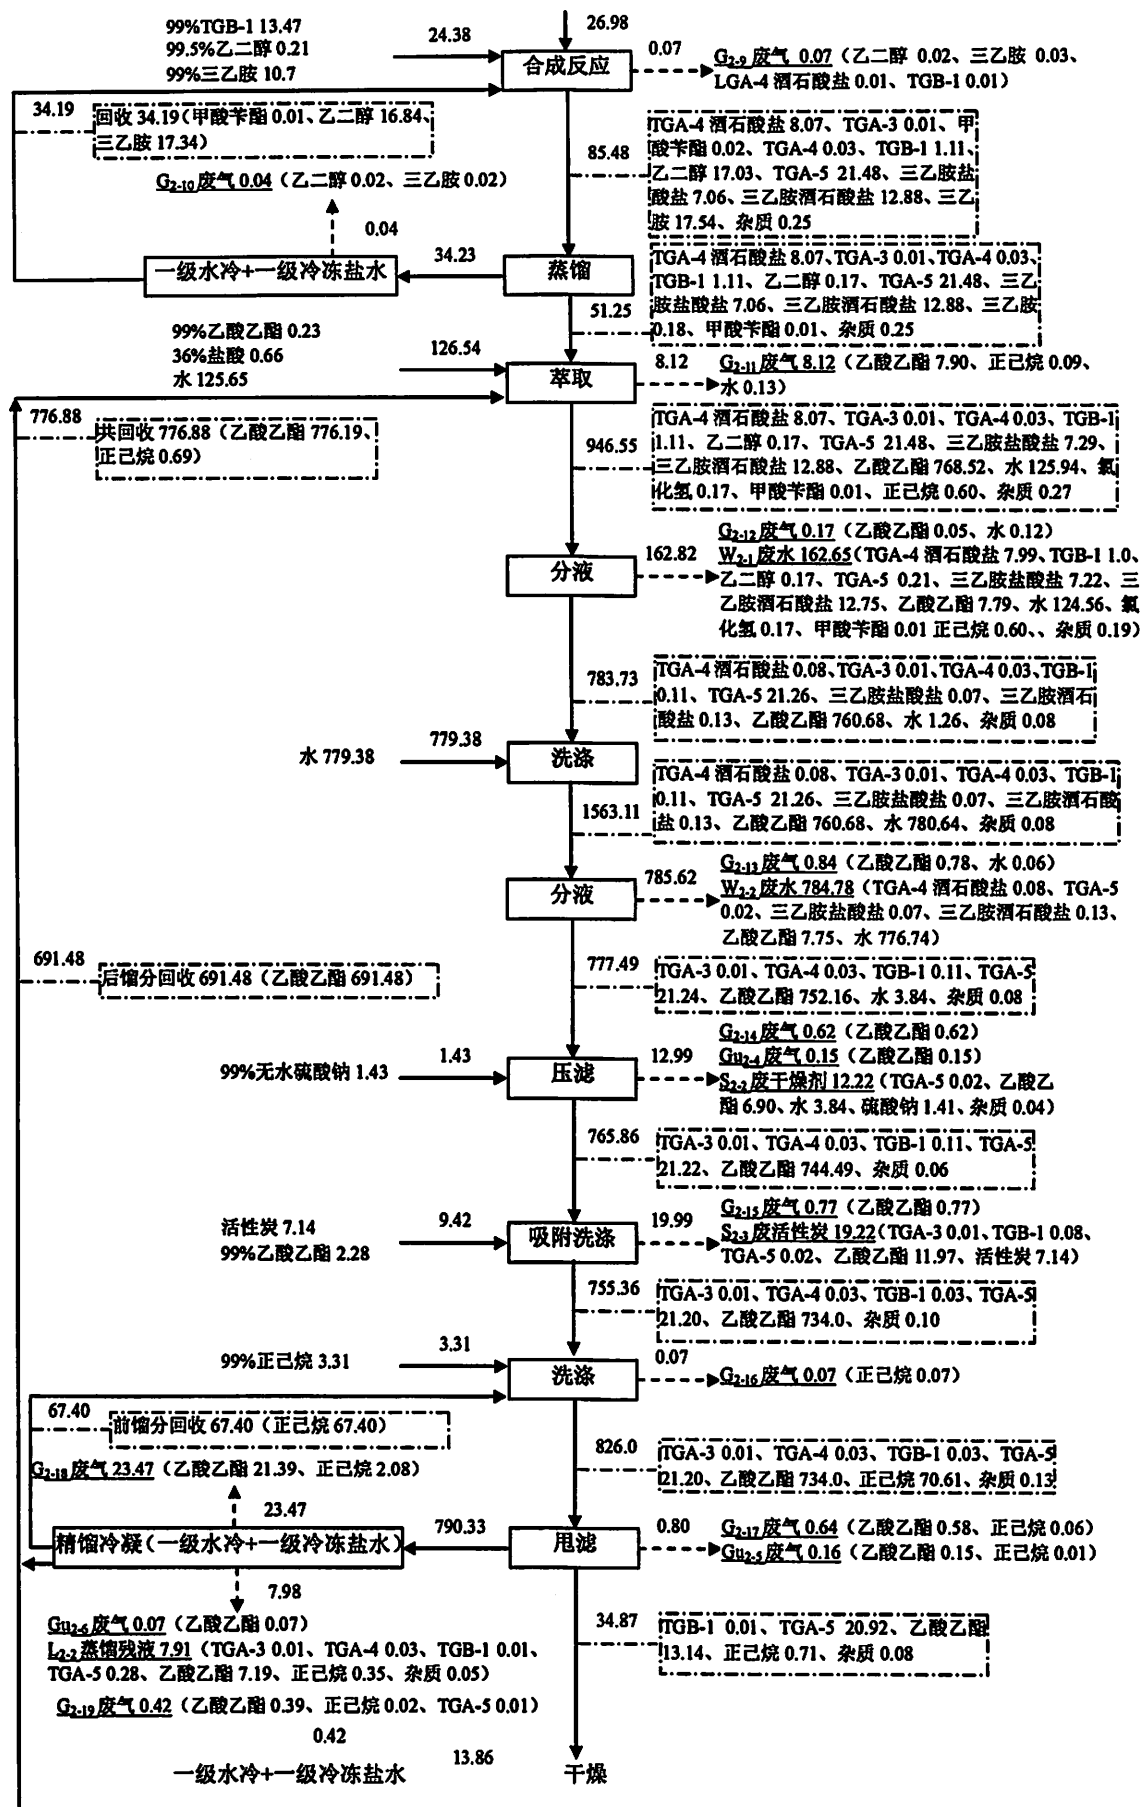 99%TGB-1 13.47
99.5%乙二醇 0.21
99%三乙胺 10.7
24.38
26.98
合成反应
0.07
G2-9 废气 0.07（乙二醇 0.02、三乙胺 0.03、
LGA-4 酒石酸盐 0.01、TGB-1 0.01）
34.19
回收 34.19（甲酸苄酯 0.01、乙二醇 16.84、
三乙胺 17.34）
85.48
TGA-4 酒石酸盐 8.07、TGA-3 0.01、甲
酸苄酯 0.02、TGA-4 0.03、TGB-1 1.11、
乙二醇 17.03、TGA-5 21.48、三乙胺盐
酸盐 7.06、三乙胺酒石酸盐 12.88、三乙
胺 17.54、杂质 0.25
G2-10 废气 0.04（乙二醇 0.02、三乙胺 0.02）
0.04
一级水冷+一级冷冻盐水
34.23
蒸馏
51.25
TGA-4 酒石酸盐 8.07、TGA-3 0.01、TGA-4 0.03、
TGB-1 1.11、乙二醇 0.17、TGA-5 21.48、三乙
胺盐酸盐 7.06、三乙胺酒石酸盐 12.88、三乙胺
0.18、甲酸苄酯 0.01、杂质 0.25
99%乙酸乙酯 0.23
36%盐酸 0.66
水 125.65
126.54
萃取
8.12
G2-11 废气 8.12（乙酸乙酯 7.90、正己烷 0.09、
水 0.13）
776.88
共回收 776.88（乙酸乙酯 776.19、
正己烷 0.69）
946.55
TGA-4 酒石酸盐 8.07、TGA-3 0.01、TGA-4 0.03、TGB-1
1.11、乙二醇 0.17、TGA-5 21.48、三乙胺盐酸盐 7.29、
三乙胺酒石酸盐 12.88、乙酸乙酯 768.52、水 125.94、氯
化氢 0.17、甲酸苄酯 0.01、正己烷 0.60、杂质 0.27
分液
162.82
G2-12 废气 0.17（乙酸乙酯 0.05、水 0.12）
W2-1 废水 162.65（TGA-4 酒石酸盐 7.99、TGB-1 1.0、
乙二醇 0.17、TGA-5 0.21、三乙胺盐酸盐 7.22、三
乙胺酒石酸盐 12.75、乙酸乙酯 7.79、水 124.56、氯
化氢 0.17、甲酸苄酯 0.01 正己烷 0.60、、杂质 0.19）
783.73
TGA-4 酒石酸盐 0.08、TGA-3 0.01、TGA-4 0.03、TGB-1
0.11、TGA-5 21.26、三乙胺盐酸盐 0.07、三乙胺酒石
酸盐 0.13、乙酸乙酯 760.68、水 1.26、杂质 0.08
水 779.38
779.38
洗涤
1563.11
TGA-4 酒石酸盐 0.08、TGA-3 0.01、TGA-4 0.03、TGB-1
0.11、TGA-5 21.26、三乙胺盐酸盐 0.07、三乙胺酒石酸
盐 0.13、乙酸乙酯 760.68、水 780.64、杂质 0.08
分液
785.62
G2-13 废气 0.84（乙酸乙酯 0.78、水 0.06）
W2-2 废水 784.78（TGA-4 酒石酸盐 0.08、TGA-5
0.02、三乙胺盐酸盐 0.07、三乙胺酒石酸盐 0.13、
乙酸乙酯 7.75、水 776.74）
691.48
后馏分回收 691.48（乙酸乙酯 691.48）
777.49
TGA-3 0.01、TGA-4 0.03、TGB-1 0.11、TGA-5
21.24、乙酸乙酯 752.16、水 3.84、杂质 0.08
99%无水硫酸钠 1.43
1.43
压滤
12.99
G2-14 废气 0.62（乙酸乙酯 0.62）
Gu2-4 废气 0.15（乙酸乙酯 0.15）
S2-2 废干燥剂 12.22（TGA-5 0.02、乙酸乙
酯 6.90、水 3.84、硫酸钠 1.41、杂质 0.04）
765.86
TGA-3 0.01、TGA-4 0.03、TGB-1 0.11、TGA-5
21.22、乙酸乙酯 744.49、杂质 0.06
活性炭 7.14
99%乙酸乙酯 2.28
9.42
吸附洗涤
19.99
G2-15 废气 0.77（乙酸乙酯 0.77）
S2-3 废活性炭 19.22（TGA-3 0.01、TGB-1 0.08、
TGA-5 0.02、乙酸乙酯 11.97、活性炭 7.14）
755.36
TGA-3 0.01、TGA-4 0.03、TGB-1 0.03、TGA-5
21.20、乙酸乙酯 734.0、杂质 0.10
99%正己烷 3.31
3.31
洗涤
0.07
G2-16 废气 0.07（正己烷 0.07）
67.40
前馏分回收 67.40（正己烷 67.40）
826.0
TGA-3 0.01、TGA-4 0.03、TGB-1 0.03、TGA-5
21.20、乙酸乙酯 734.0、正己烷 70.61、杂质 0.13
G2-18 废气 23.47（乙酸乙酯 21.39、正己烷 2.08）
23.47
精馏冷凝（一级水冷+一级冷冻盐水）
790.33
甩滤
0.80
G2-17 废气 0.64（乙酸乙酯 0.58、正己烷 0.06）
Gu2-5 废气 0.16（乙酸乙酯 0.15、正己烷 0.01）
7.98
Gu2-6 废气 0.07（乙酸乙酯 0.07）
L2-2 蒸馏残液 7.91（TGA-3 0.01、TGA-4 0.03、TGB-1 0.01、
TGA-5 0.28、乙酸乙酯 7.19、正己烷 0.35、杂质 0.05）
34.87
TGB-1 0.01、TGA-5 20.92、乙酸乙酯
13.14、正己烷 0.71、杂质 0.08
G2-19 废气 0.42（乙酸乙酯 0.39、正己烷 0.02、TGA-5 0.01）
0.42
13.86
一级水冷+一级冷冻盐水
干燥